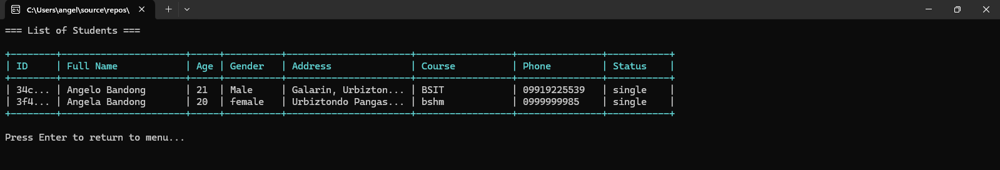 C:\Users\angel\source\repos\
=== List of Students ===
+--------+----------------------+-----+----------+----------------------+-----------------+---------------+-----------+
| ID     | Full Name            | Age | Gender   | Address              | Course          | Phone         | Status    |
+--------+----------------------+-----+----------+----------------------+-----------------+---------------+-----------+
| 34c... | Angelo Bandong       | 21  | Male     | Galarin, Urbizton... | BSIT            | 09919225539   | single    |
| 3f4... | Angela Bandong       | 20  | female   | Urbiztondo Pangas... | bshm            | 0999999985    | single    |
+--------+----------------------+-----+----------+----------------------+-----------------+---------------+-----------+
Press Enter to return to menu...